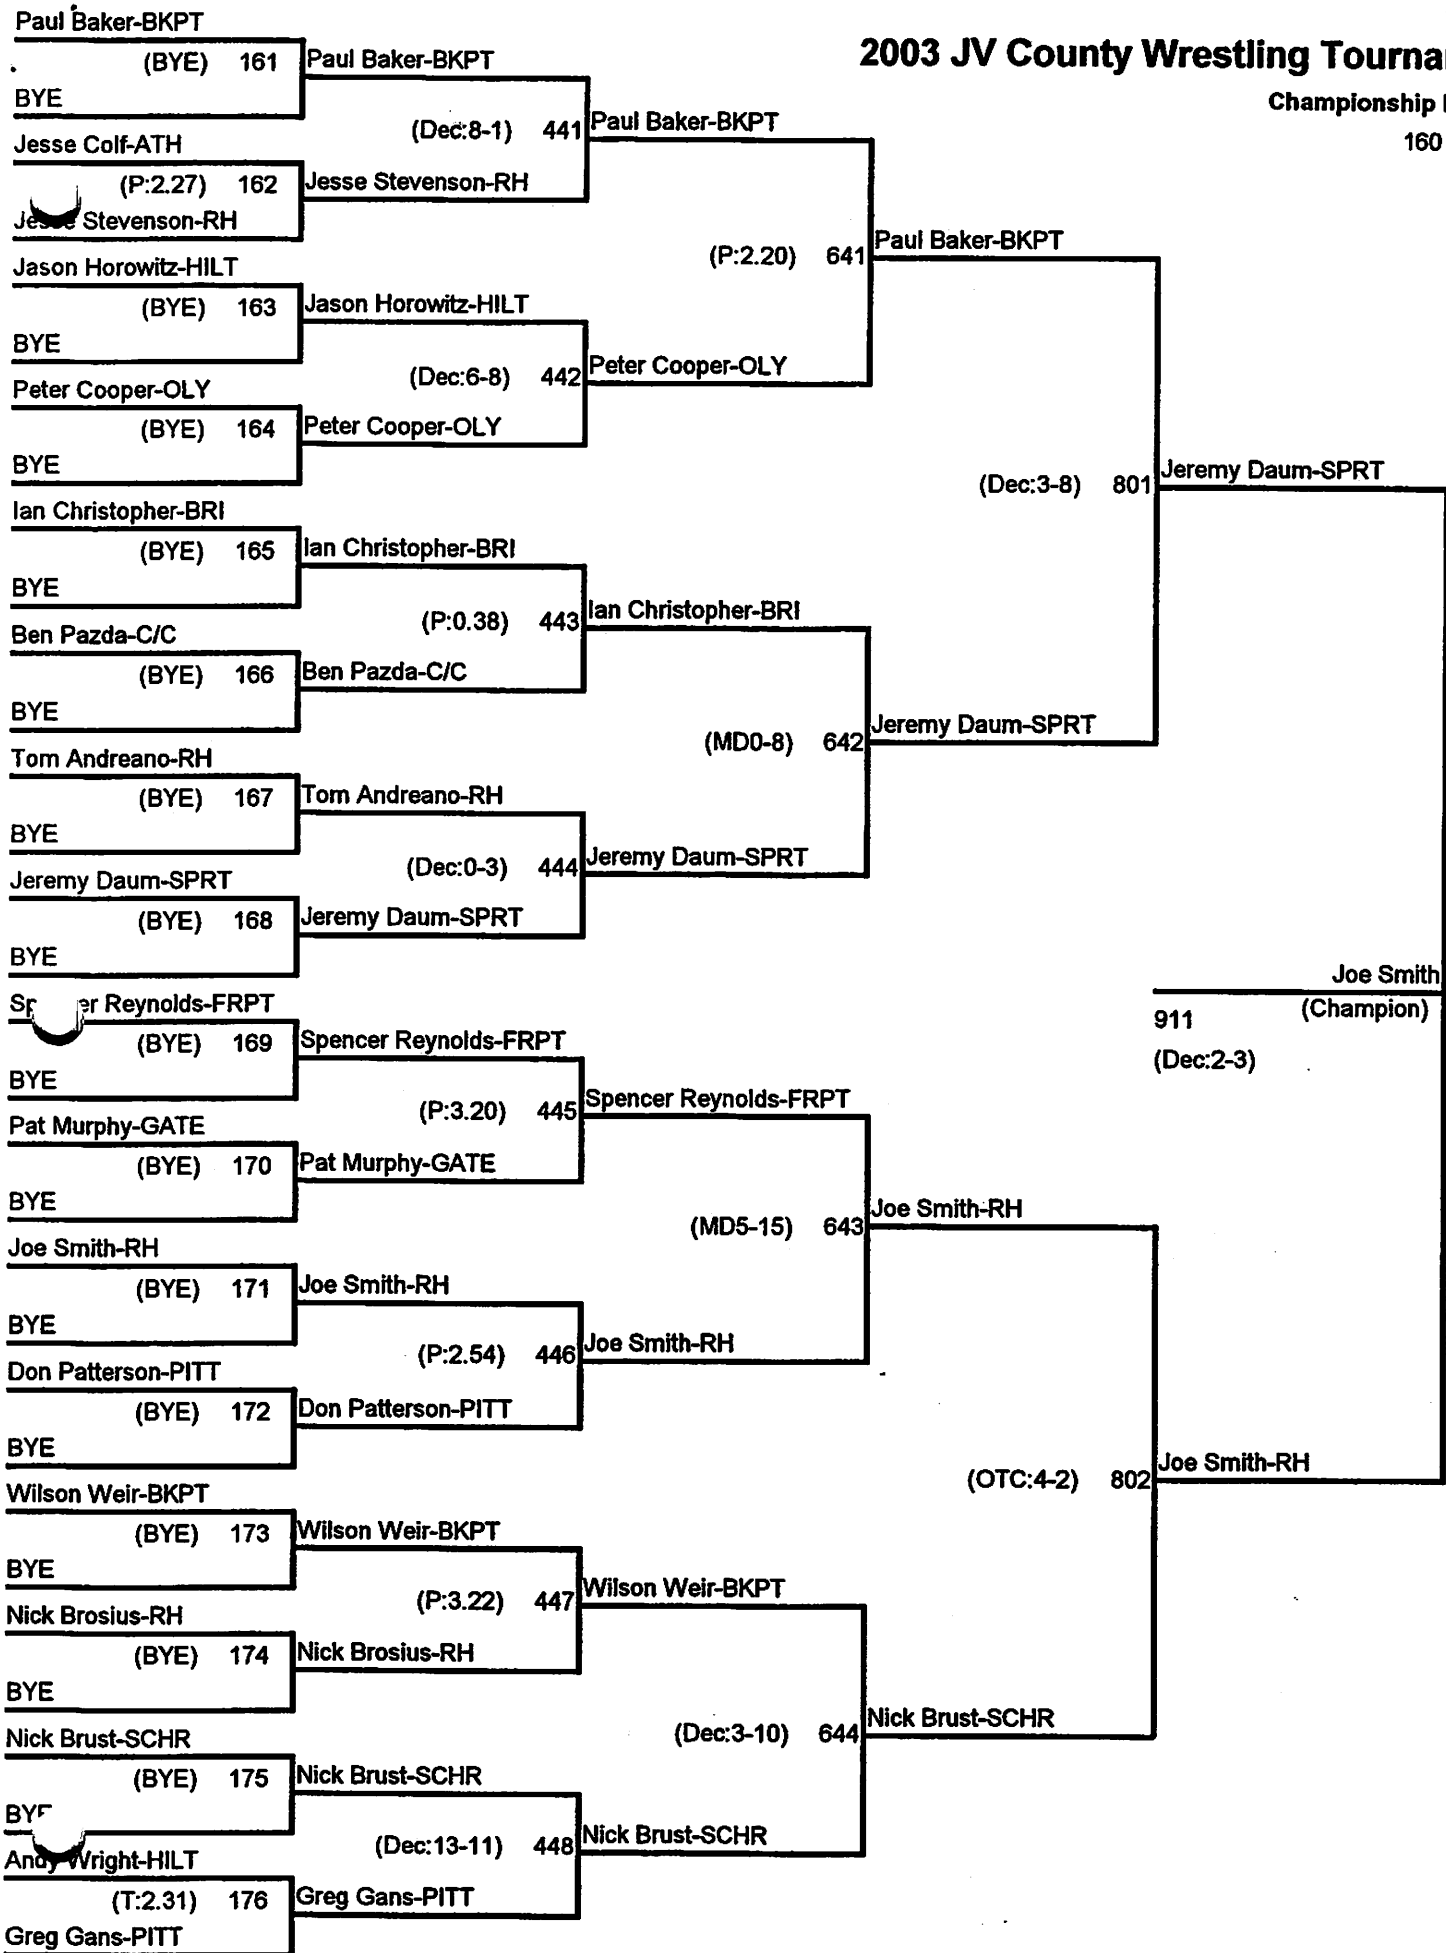 Paul Baker-BKPT
(BYE) 161
BYE
Paul Baker-BKPT
2003 JV County Wrestling
Championship
160
Jesse Colf-ATH
(P:2.27) 162
Stevenson-RH
Jesse Stevenson-RH
(Dec:8-1) 441
Paul Baker-BKPT
Jason Horowitz-HILT
(BYE) 163
BYE
Jason Horowitz-HILT
Peter Cooper-OLY
(BYE) 164
BYE
Peter Cooper-OLY
(Dec:6-8) 442
Peter Cooper-OLY
(P:2.20) 641
Paul Baker-BKPT
Ian Christopher-BRI
(BYE) 165
BYE
Ian Christopher-BRI
Ben Pazda-C/C
(BYE) 166
BYE
Ben Pazda-C/C
(P:0.38) 443
Ian Christopher-BRI
Tom Andreano-RH
(BYE) 167
BYE
Tom Andreano-RH
Jeremy Daum-SPRT
(BYE) 168
BYE
Jeremy Daum-SPRT
(Dec:0-3) 444
Jeremy Daum-SPRT
(MD0-8) 642
Jeremy Daum-SPRT
(Dec:3-8) 801
Jeremy Daum-SPRT
Reynolds-FRPT
(BYE) 169
BYE
Spencer Reynolds-FRPT
Pat Murphy-GATE
(BYE) 170
BYE
Pat Murphy-GATE
(P:3.20) 445
Spencer Reynolds-FRPT
Joe Smith-RH
(BYE) 171
BYE
Joe Smith-RH
Don Patterson-PITT
(BYE) 172
BYE
Don Patterson-PITT
(P:2.54) 446
Joe Smith-RH
(MD5-15) 643
Joe Smith-RH
Wilson Weir-BKPT
(BYE) 173
BYE
Wilson Weir-BKPT
Nick Brosius-RH
(BYE) 174
BYE
Nick Brosius-RH
(P:3.22) 447
Wilson Weir-BKPT
Nick Brust-SCHR
(BYE) 175
BYE
Nick Brust-SCHR
Andy Wright-HILT
(T:2.31) 176
Greg Gans-PITT
Greg Gans-PITT
(Dec:13-11) 448
Nick Brust-SCHR
(Dec:3-10) 644
Nick Brust-SCHR
(OTC:4-2) 802
Joe Smith-RH
Joe Smith
911 (Champion)
(Dec:2-3)